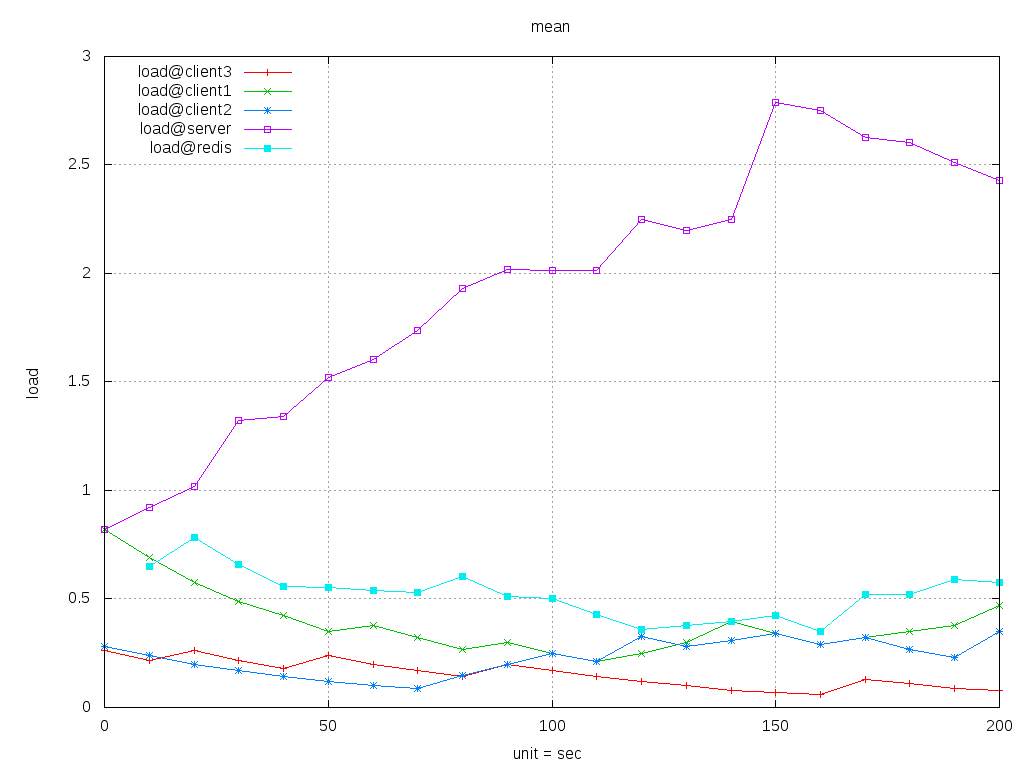 mean
3
load@client3
load@client1
load@client2
load@server
load@redis
2.5
2
1.5
load
1
0.5
0
0 50 100 150 200
unit = sec